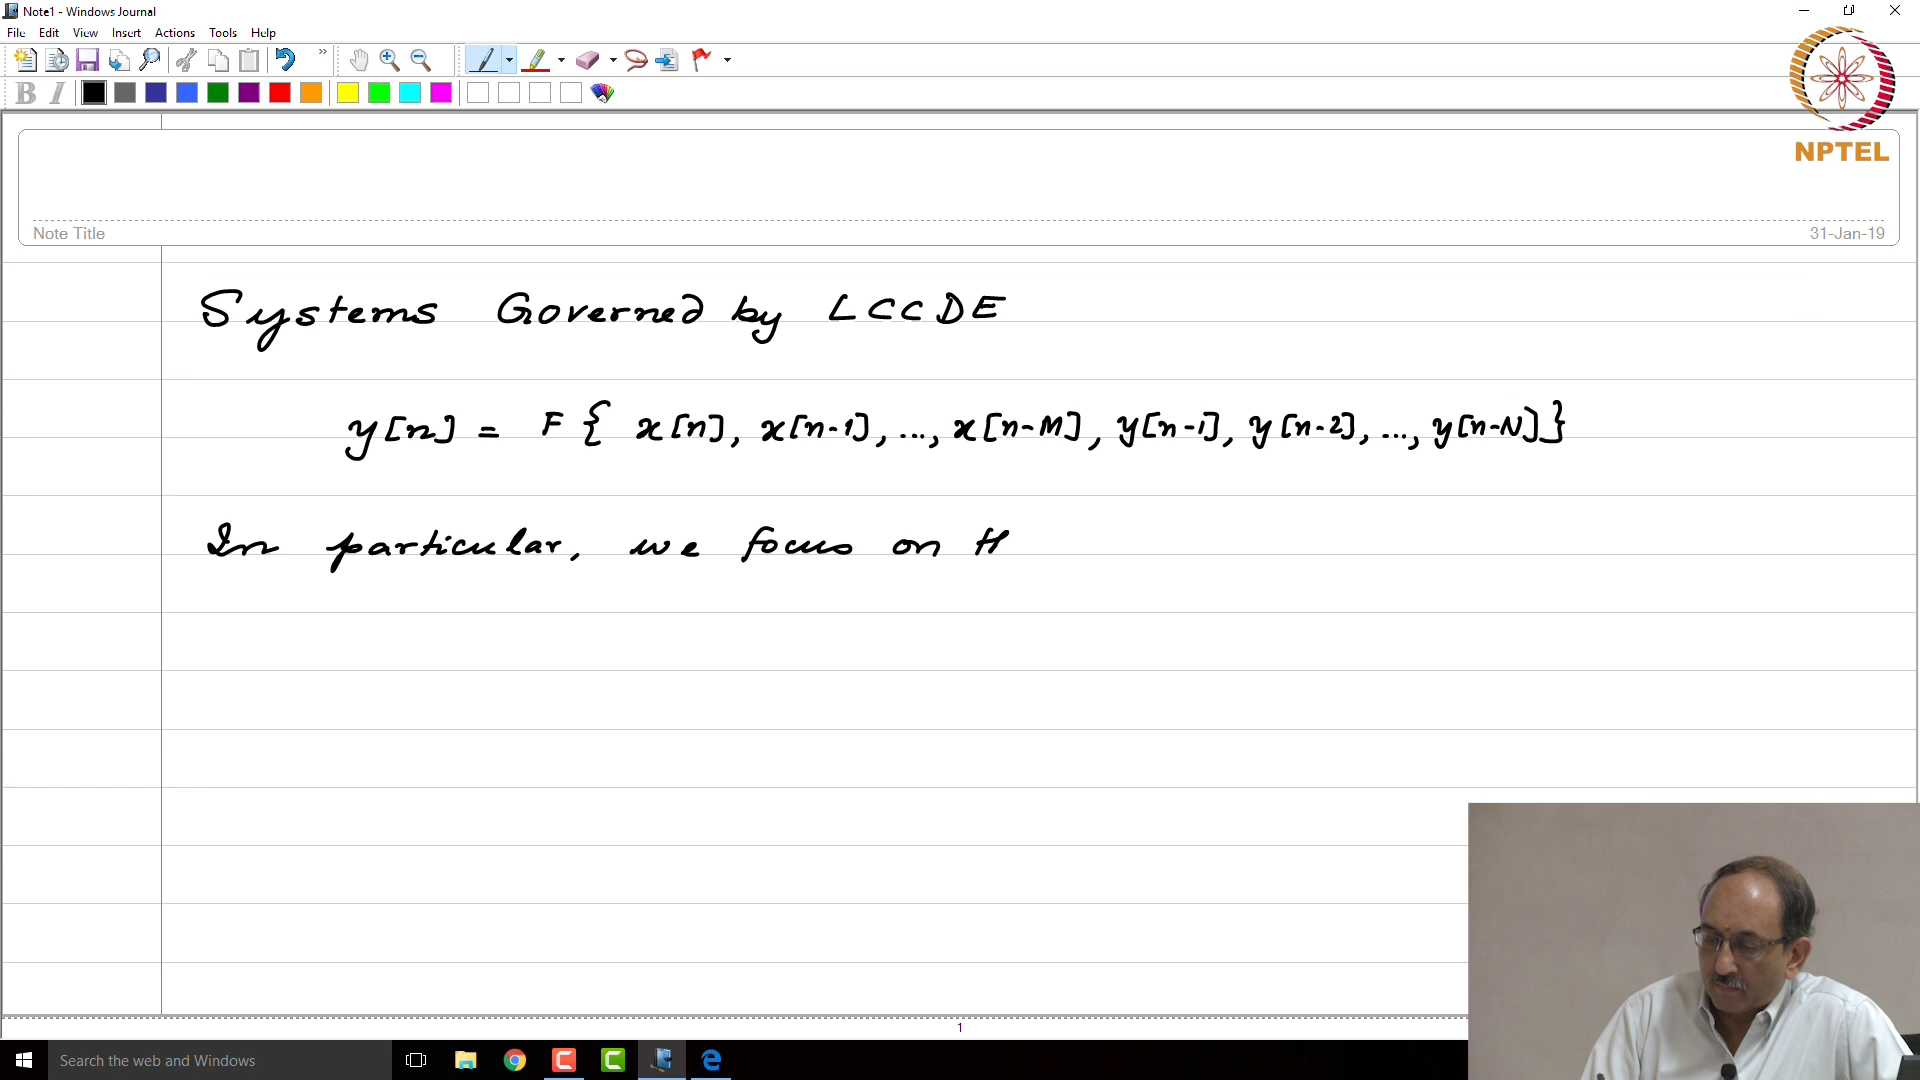 Note1 - Windows Journal
File Edit View Insert Actions Tools Help
B I
NPTEL
Note Title
31-Jan-19
Systems Governed by LCCDE
y[n] = F { x[n], x[n-1], ..., x[n-M], y[n-1], y[n-2], ..., y[n-N] }
In particular, we focus on
1
Search the web and Windows